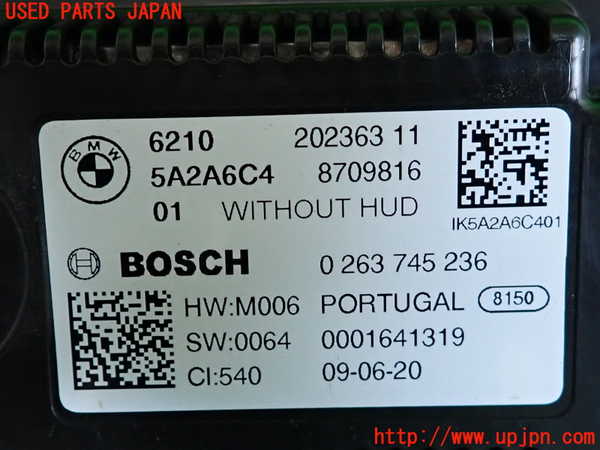 USED PARTS JAPAN
BMW
6210 202363 11
5A2A6C4 8709816
01 WITHOUT HUD
IK5A2A6C401
BOSCH 0 263 745 236
HW:M006 PORTUGAL 8150
SW:0064 0001641319
CI:540 09-06-20
http://www.upjpn.com/